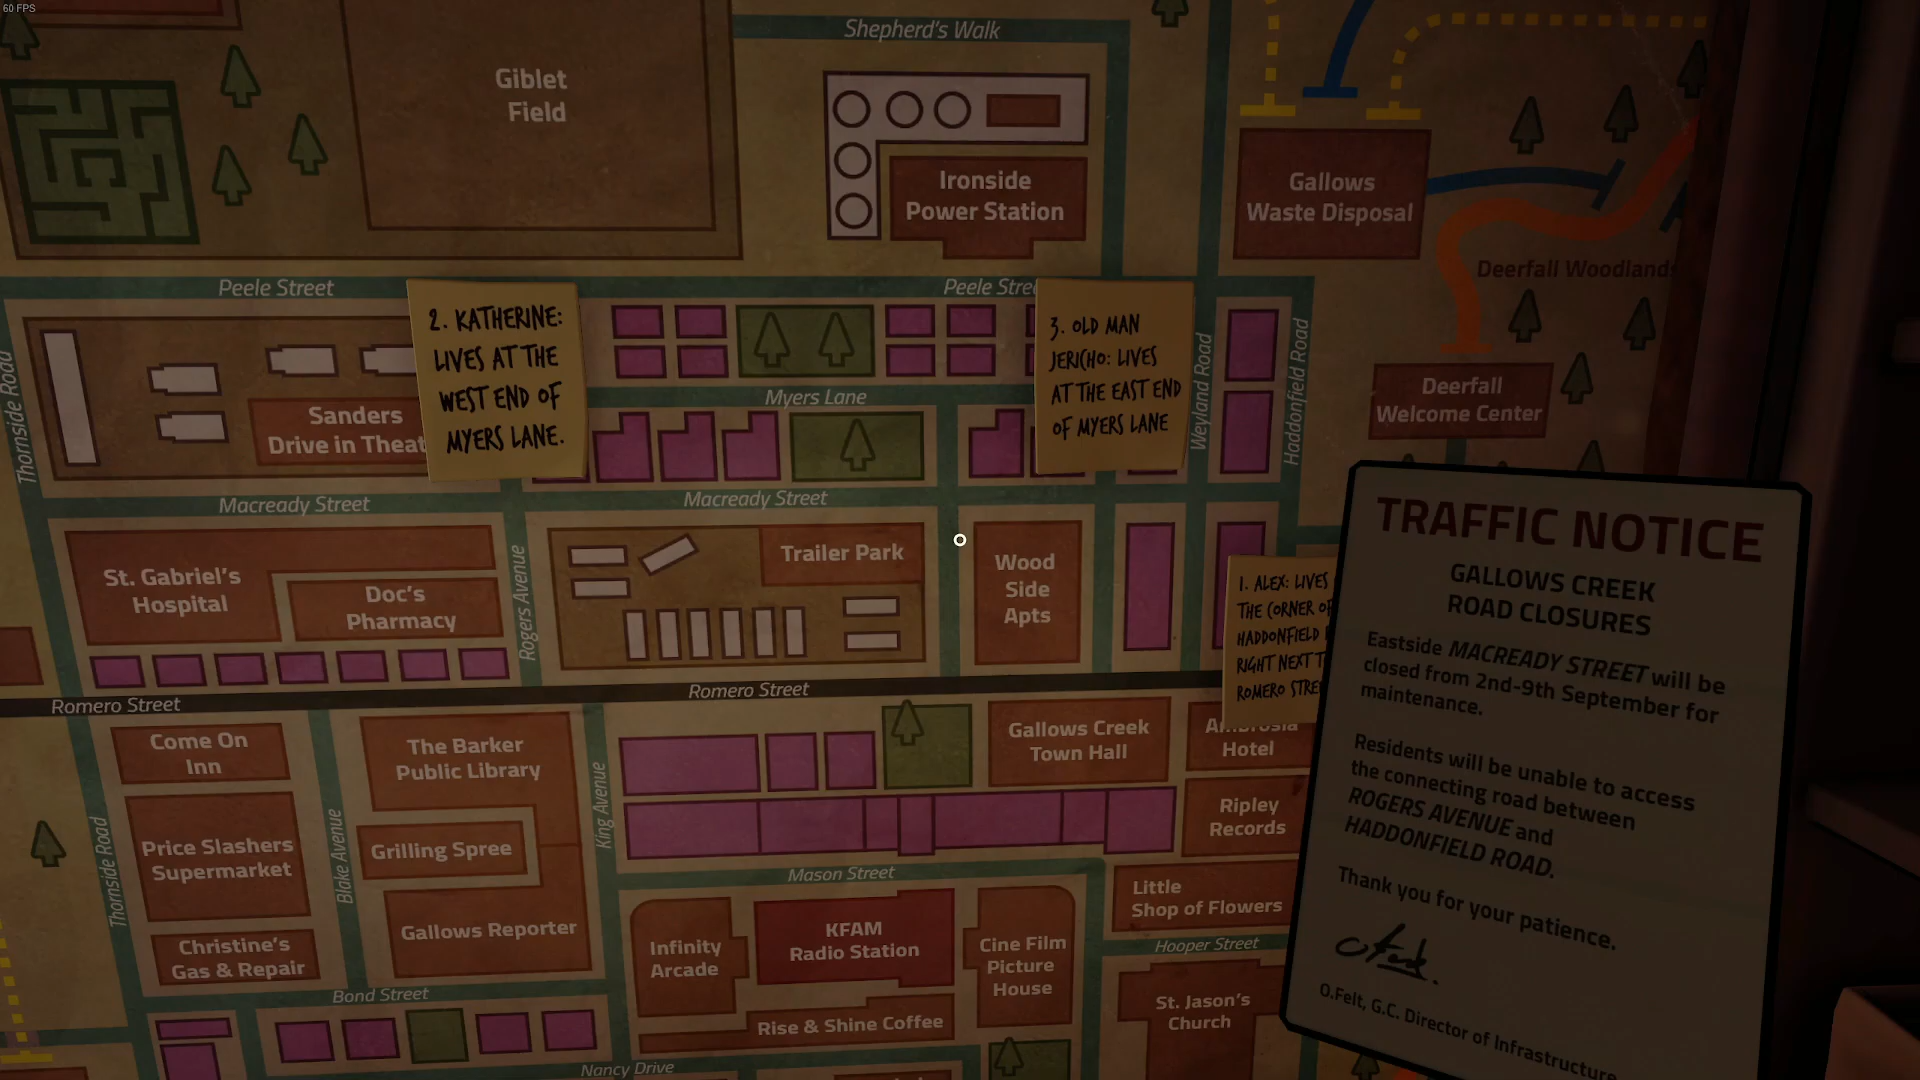 60 FPS
Shepherd's Walk
Giblet
Field
Ironside
Power Station
Gallows
Waste Disposal
Deerfall Woodlands
Peele Street
Peele Stree
2. KATHERINE:
LIVES AT THE
WEST END OF
MYERS LANE.
3. OLD MAN
JERICHO: LIVES
AT THE EAST END
OF MYERS LANE
Thornside Road
Weyland Road
Haddonfield Road
Sanders
Drive in Theat
Myers Lane
Deerfall
Welcome Center
Macready Street
Macready Street
St. Gabriel's
Hospital
Doc's
Pharmacy
Rogers Avenue
Trailer Park
Wood
Side
Apts
1. ALEX: LIVES
THE CORNER OF
HADDONFIELD
RIGHT NEXT T
ROMERO STRE
Romero Street
Romero Street
Come On
Inn
The Barker
Public Library
Gallows Creek
Town Hall
Ambrosia
Hotel
Price Slashers
Supermarket
Thornside Road
Blake Avenue
King Avenue
Grilling Spree
Ripley
Records
Mason Street
Christine's
Gas & Repair
Gallows Reporter
Infinity
Arcade
KFAM
Radio Station
Cine Film
Picture
House
Little
Shop of Flowers
Hooper Street
Bond Street
Rise & Shine Coffee
St. Jason's
Church
Nancy Drive
TRAFFIC NOTICE
GALLOWS CREEK
ROAD CLOSURES
Eastside MACREADY STREET will be
closed from 2nd-9th September for
maintenance.
Residents will be unable to access
the connecting road between
ROGERS AVENUE and
HADDONFIELD ROAD.
Thank you for your patience.
O.Felt, G.C. Director of Infrastructure